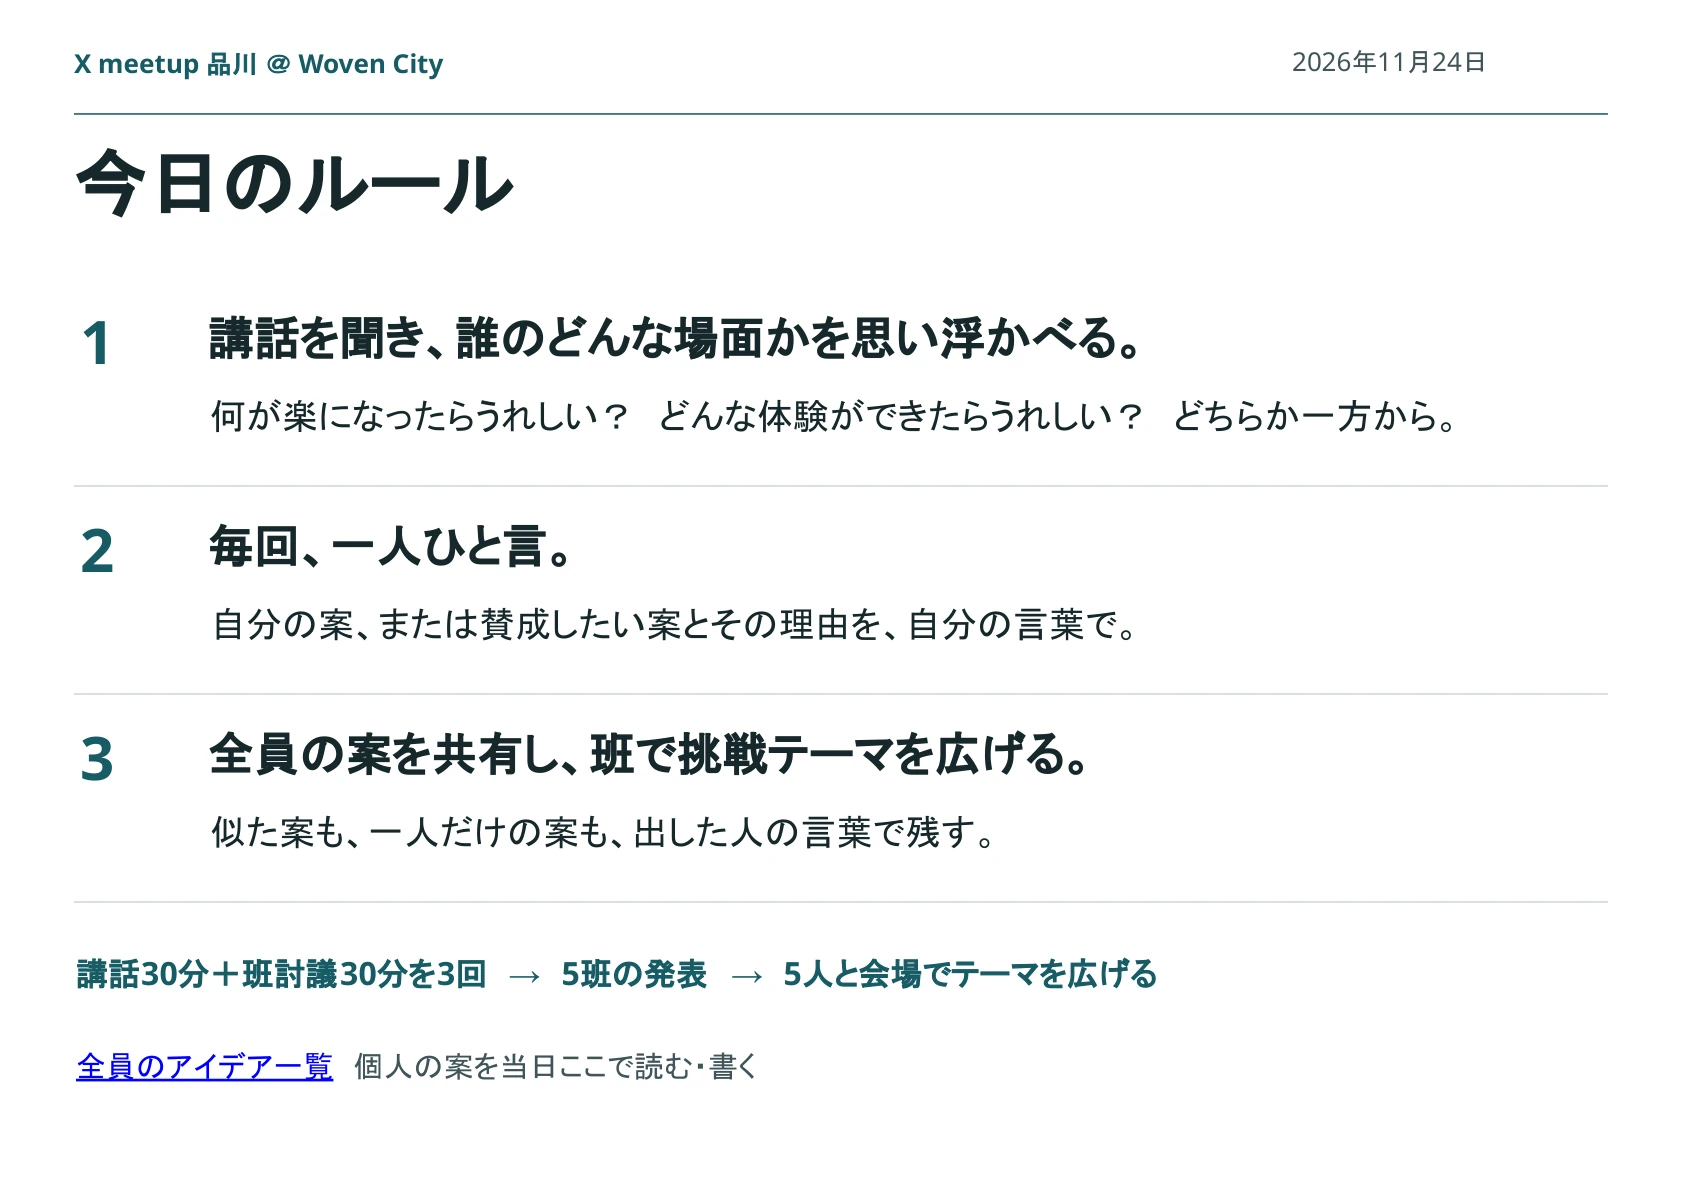 X meetup 品川 @ Woven City
2026年11月24日
今日のルール
1
講話を聞き、誰のどんな場面かを思い浮かべる。
何が楽になったらうれしい？　どんな体験ができたらうれしい？　どちらか一方から。
2
毎回、一人ひと言。
自分の案、または賛成したい案とその理由を、自分の言葉で。
3
全員の案を共有し、班で挑戦テーマを広げる。
似た案も、一人だけの案も、出した人の言葉で残す。
講話30分＋班討議30分を3回 → 5班の発表 → 5人と会場でテーマを広げる
全員のアイデア一覧 個人の案を当日ここで読む・書く